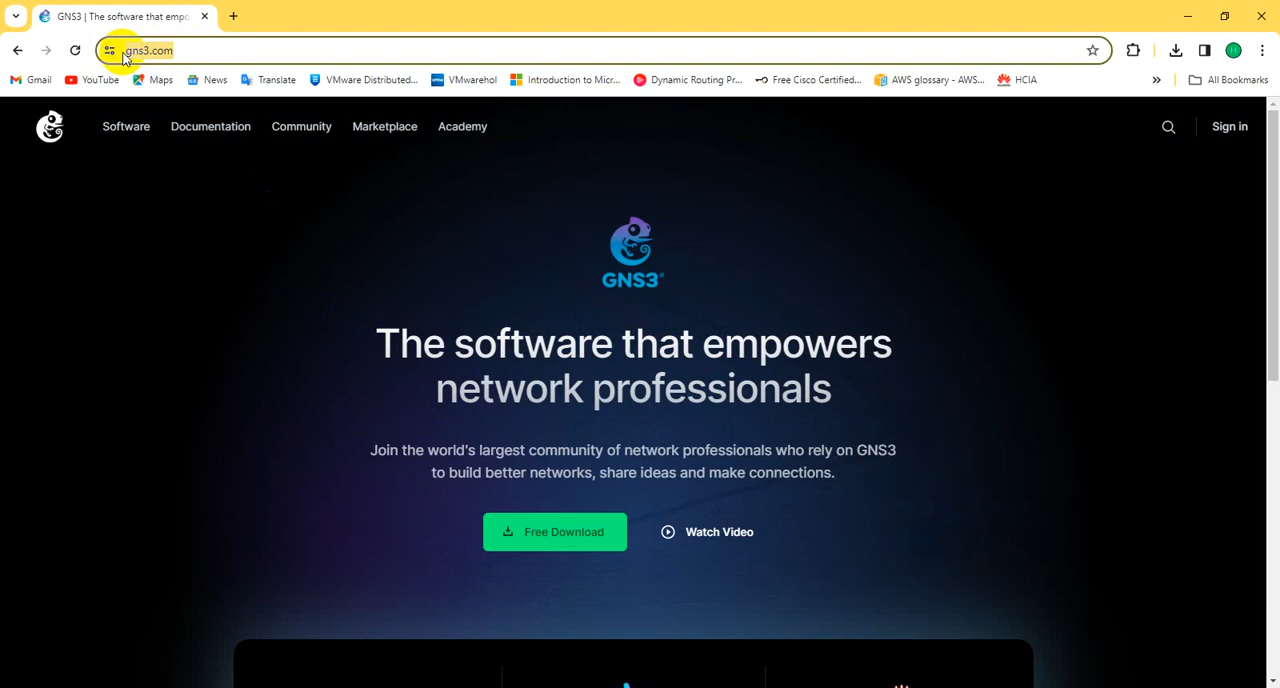 GNS3 | The software that empo
gns3.com
Gmail YouTube Maps News Translate VMware Distributed... VMwarehol Introduction to Micr... Dynamic Routing Pr... Free Cisco Certified... AWS glossary - AWS... HCIA » All Bookmarks
Software Documentation Community Marketplace Academy Sign in
GNS3®
The software that empowers
network professionals
Join the world's largest community of network professionals who rely on GNS3
to build better networks, share ideas and make connections.
Free Download Watch Video